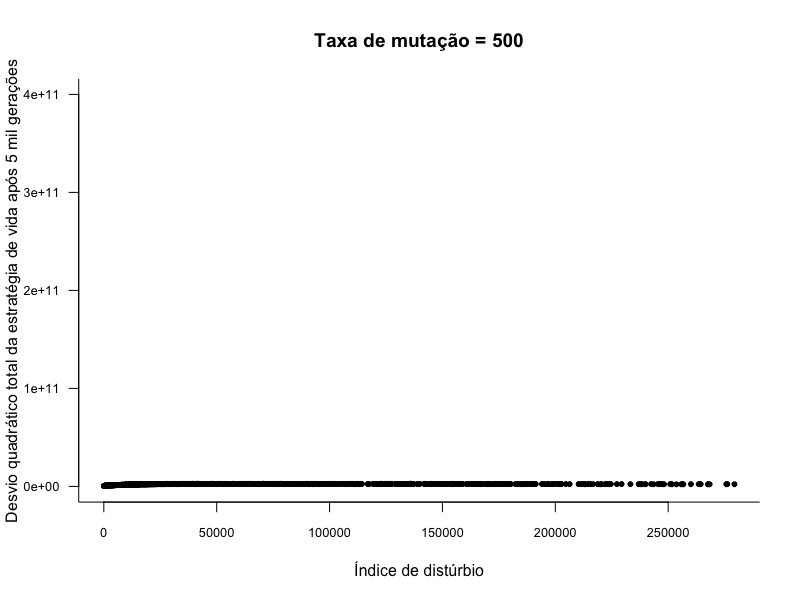 Taxa de mutação = 500
Desvio quadrático total da estratégia de vida após 5 mil gerações
4e+11
3e+11
2e+11
1e+11
0e+00
0 50000 100000 150000 200000 250000
Índice de distúrbio